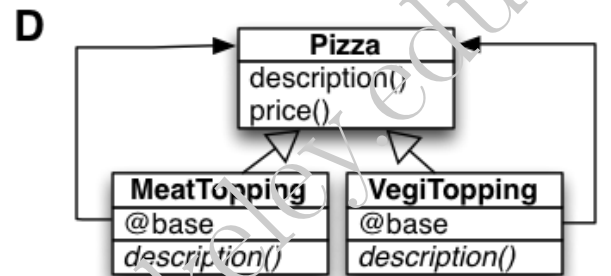 D
Pizza
description()
price()
MeatTopping
@base
description()
VegiTopping
@base
description()